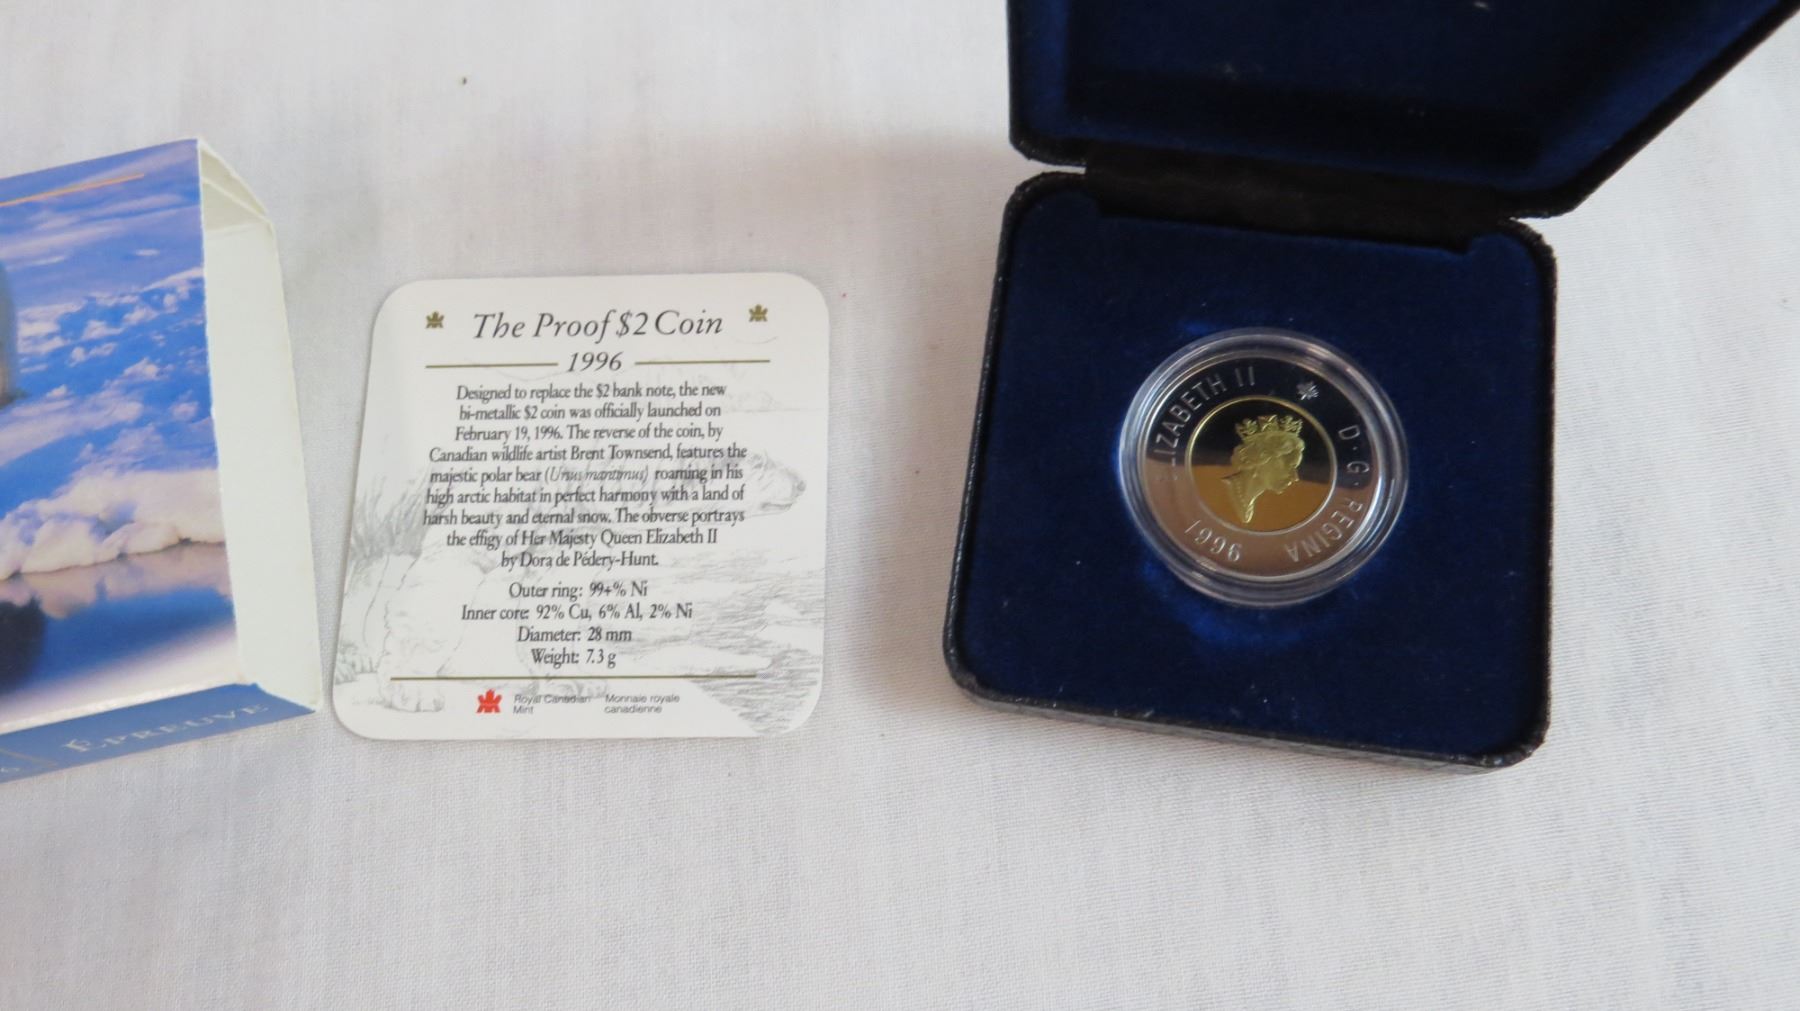 The Proof $2 Coin
1996
Designed to replace the $2 bank note, the new
bi-metallic $2 coin was officially launched on
February 19, 1996. The reverse of the coin, by
Canadian wildlife artist Brent Townsend, features the
majestic polar bear (Ursus maritimus) roaming in his
high arctic habitat in perfect harmony with a land of
harsh beauty and eternal snow. The obverse portrays
the effigy of Her Majesty Queen Elizabeth II
by Dora de Pédery-Hunt.
Outer ring: 99+% Ni
Inner core: 92% Cu, 6% Al, 2% Ni
Diameter: 28 mm
Weight: 7.3 g
Royal Canadian Mint
Monnaie royale canadienne
ÉPREUVE
ELIZABETH II
D·G·REGINA
1996